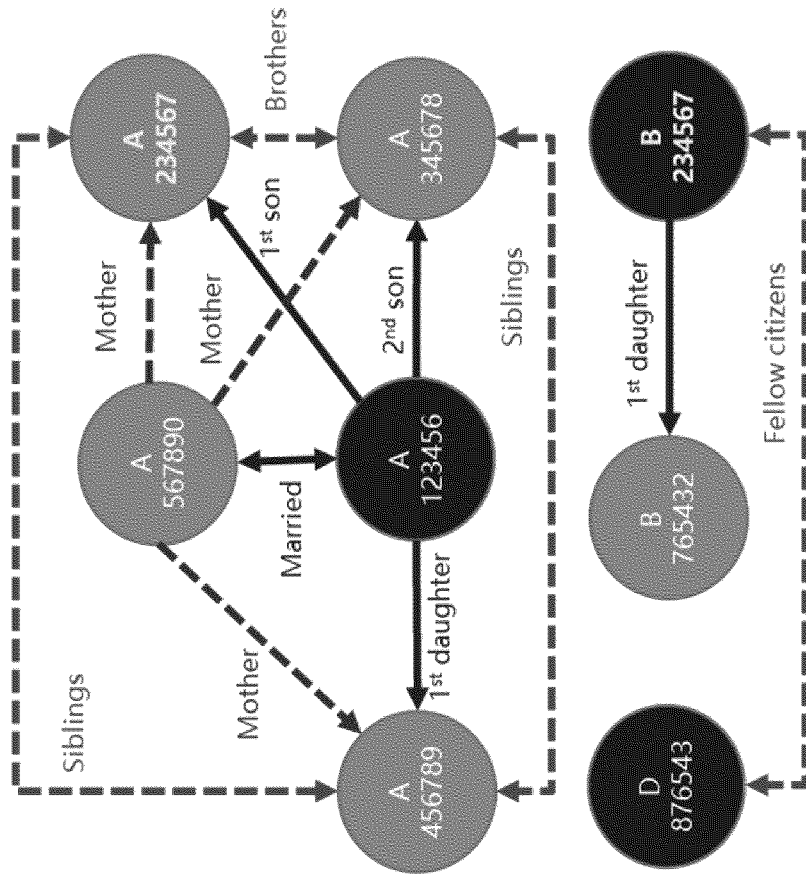 Siblings
Mother
A
567890
Mother
A
234567
1st son
Brothers
Mother
Married
A
456789
1st daughter
A
123456
2nd son
A
345678
Siblings
D
876543
B
765432
1st daughter
B
234567
Fellow citizens